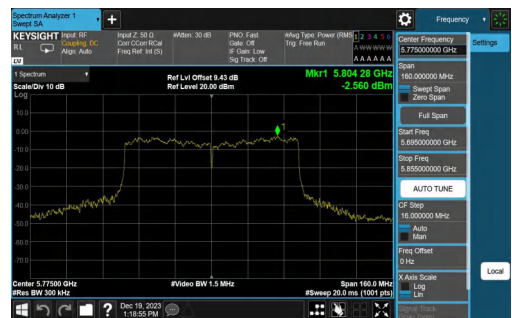 Spectrum Analyzer 1
Swept SA
Frequency
KEYSIGHT
Input: RF
Coupling: DC
Align: Auto
Input Z: 50 Ω
Corr CCorr RCal
Freq Ref: Int (S)
#Atten: 30 dB
PNO: Fast
Gate: Off
IF Gain: Low
Sig Track: Off
#Avg Type: Power (RMS
Trig: Free Run
1 2 3 4 5 6
A W W W W W
A A A A A A
LV
1 Spectrum
Scale/Div 10 dB
Log
Ref Lvl Offset 9.43 dB
Ref Level 20.00 dBm
Mkr1 5.804 28 GHz
-2.560 dBm
1
10.0
0.00
-10.0
-20.0
-30.0
-40.0
-50.0
-60.0
-70.0
Center 5.77500 GHz
#Res BW 300 kHz
#Video BW 1.5 MHz
Span 160.0 MHz
#Sweep 20.0 ms (1001 pts)
Dec 19, 2023
1:18:55 PM
Center Frequency
5.775000000 GHz
Settings
Span
160.000000 MHz
Swept Span
Zero Span
Full Span
Start Freq
5.695000000 GHz
Stop Freq
5.855000000 GHz
AUTO TUNE
CF Step
16.000000 MHz
Auto
Man
Freq Offset
0 Hz
X Axis Scale
Log
Lin
Local
Signal Track